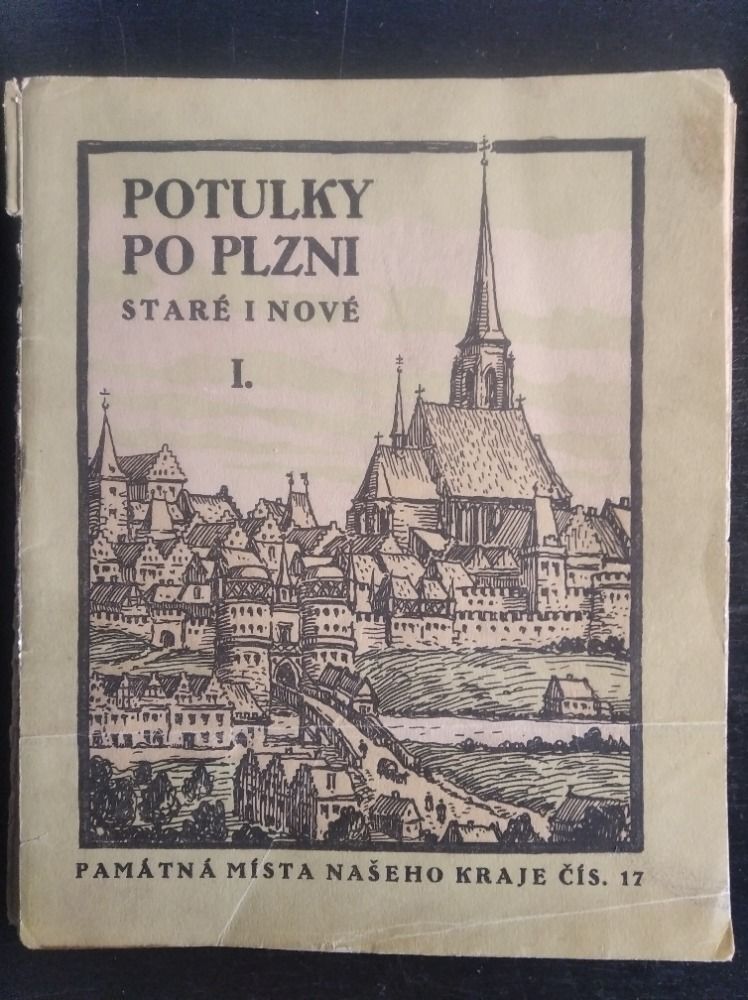 POTULKY
PO PLZNI
STARÉ I NOVÉ
I.
PAMÁTNÁ MÍSTA NAŠEHO KRAJE ČÍS. 17